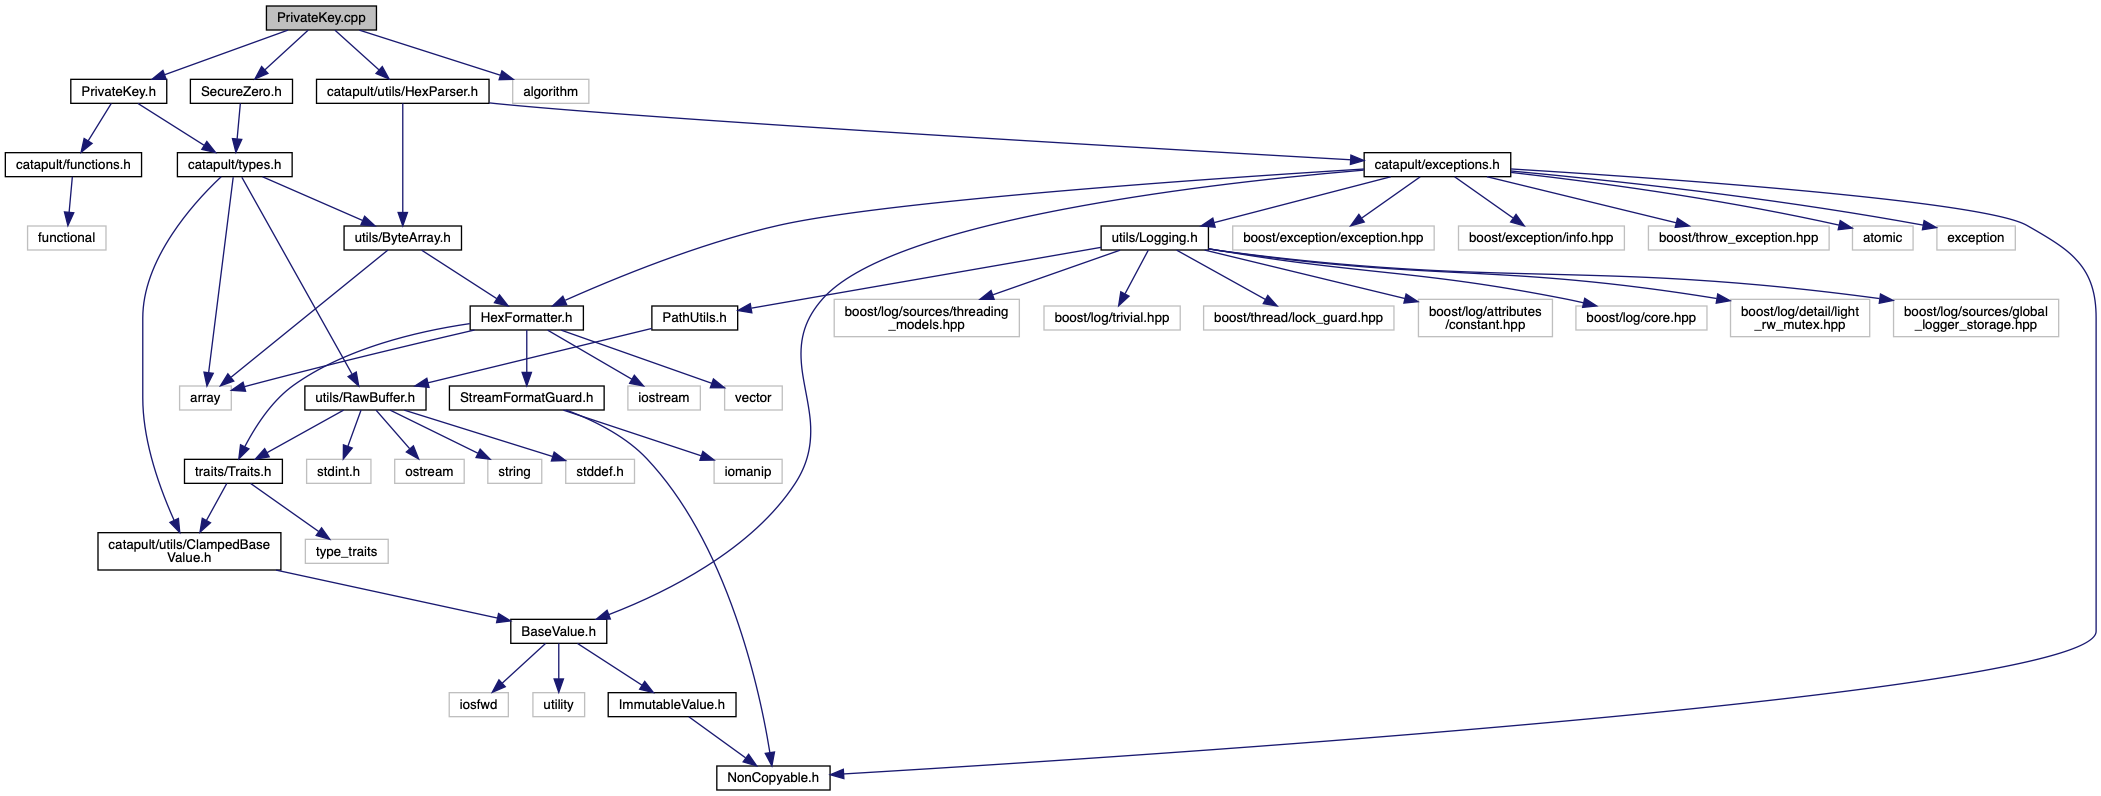 PrivateKey.cpp
PrivateKey.h
SecureZero.h
catapult/utils/HexParser.h
algorithm
catapult/functions.h
catapult/types.h
catapult/exceptions.h
functional
utils/ByteArray.h
utils/Logging.h
boost/exception/exception.hpp
boost/exception/info.hpp
boost/throw_exception.hpp
atomic
exception
HexFormatter.h
PathUtils.h
boost/log/sources/threading
_models.hpp
boost/log/trivial.hpp
boost/thread/lock_guard.hpp
boost/log/attributes
/constant.hpp
boost/log/core.hpp
boost/log/detail/light
_rw_mutex.hpp
boost/log/sources/global
_logger_storage.hpp
array
utils/RawBuffer.h
StreamFormatGuard.h
iostream
vector
traits/Traits.h
stdint.h
ostream
string
stddef.h
iomanip
catapult/utils/ClampedBase
Value.h
type_traits
BaseValue.h
iosfwd
utility
ImmutableValue.h
NonCopyable.h